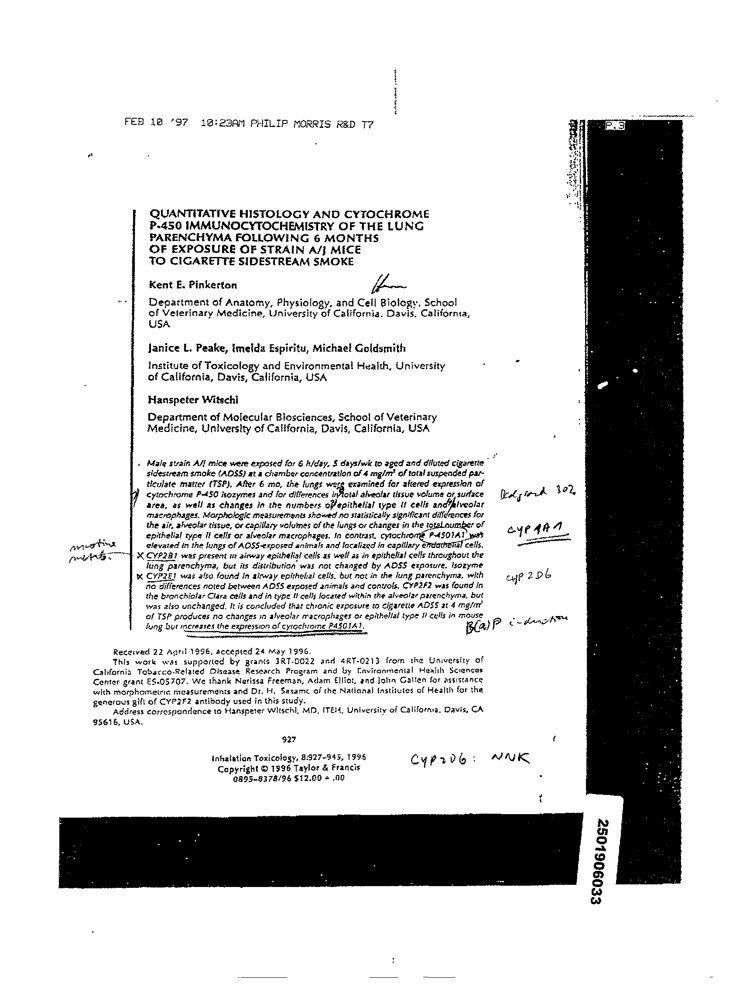 FEB 10 '97 10:23AM PHILIP MORRIS R&D T7
P.3
QUANTITATIVE HISTOLOGY AND CYTOCHROME
P-450 IMMUNOCYTOCHEMISTRY OF THE LUNG
PARENCHYMA FOLLOWING 6 MONTHS
OF EXPOSURE OF STRAIN A/J MICE
TO CIGARETTE SIDESTREAM SMOKE
Kent E. Pinkerton
Department of Anatomy, Physiology, and Cell Biology, School
of Veterinary Medicine, University of California, Davis, California,
USA
Janice L. Peake, Imelda Espiritu, Michael Goldsmith
Institute of Toxicology and Environmental Health, University
of California, Davis, California, USA
Hanspeter Witschi
Department of Molecular Biosciences, School of Veterinary
Medicine, University of California, Davis, California, USA
Male strain A/J mice were exposed for 6 h/day, 5 days/wk to aged and diluted cigarette
sidestream smoke (ADSS) at a chamber concentration of 4 mg/m³ of total suspended par-
ticulate matter (TSP). After 6 mo, the lungs were examined for altered expression of
cytochrome P-450 isozymes and for differences in total alveolar tissue volume or surface
area, as well as changes in the numbers of epithelial type II cells and alveolar
macrophages. Morphologic measurements showed no statistically significant differences for
the air, alveolar tissue, or capillary volumes of the lungs or changes in the total number of
epithelial type II cells or alveolar macrophages. In contrast, cytochrome P-4501A1 was
elevated in the lungs of ADSS-exposed animals and localized in capillary endothelial cells.
CYP2B1 was present in airway epithelial cells as well as in epithelial cells throughout the
lung parenchyma, but its distribution was not changed by ADSS exposure. Isozyme
CYP2E1 was also found in airway epithelial cells, but not in the lung parenchyma, with
no differences noted between ADSS exposed animals and controls. CYP2F2 was found in
the bronchiolar Clara cells and in type II cells located within the alveolar parenchyma, but
was also unchanged. It is concluded that chronic exposure to cigarette ADSS at 4 mg/m³
of TSP produces no changes in alveolar macrophages or epithelial type II cells in mouse
lung but increases the expression of cytochrome P4501A1.
302
CYP1A1
CYP 2D6
B(a)P induction
Received 22 April 1996, accepted 24 May 1996.
This work was supported by grants 3RT-0022 and 4RT-0213 from the University of
California Tobacco-Related Disease Research Program and by Environmental Health Sciences
Center grant ES-05707. We thank Nerissa Freeman, Adam Elliot, and John Gallen for assistance
with morphometric measurements and Dr. H. Sasame of the National Institutes of Health for the
generous gift of CYP2F2 antibody used in this study.
Address correspondence to Hanspeter Witschi, MD, ITEH, University of California, Davis, CA
95616, USA.
927
Inhalation Toxicology, 8:927–945, 1996
Copyright © 1996 Taylor & Francis
0895-8378/96 $12.00 + .00
CYP2D6: NNK
2501906033